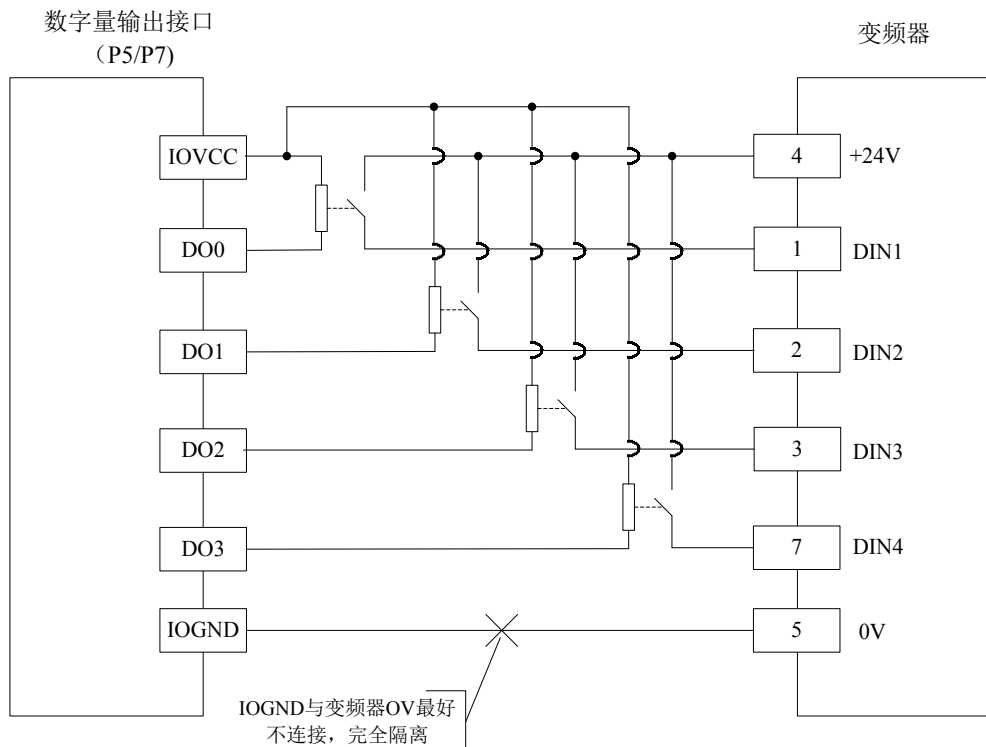 数字量输出接口
（P5/P7)
变频器
IOVCC
4
+24V
DO0
1
DIN1
DO1
2
DIN2
DO2
3
DIN3
DO3
7
DIN4
IOGND
5
0V
IOGND与变频器OV最好
不连接，完全隔离